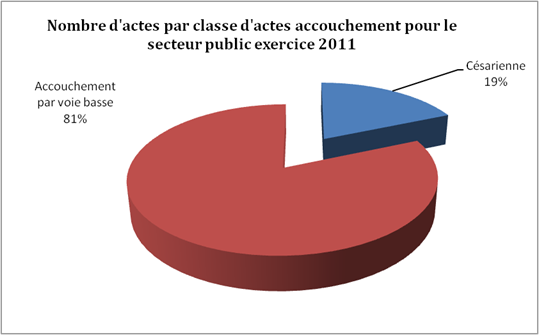 Nombre d'actes par classe d'actes accouchement pour le
secteur public exercice 2011
Césarienne
19%
Accouchement
par voie basse
81%